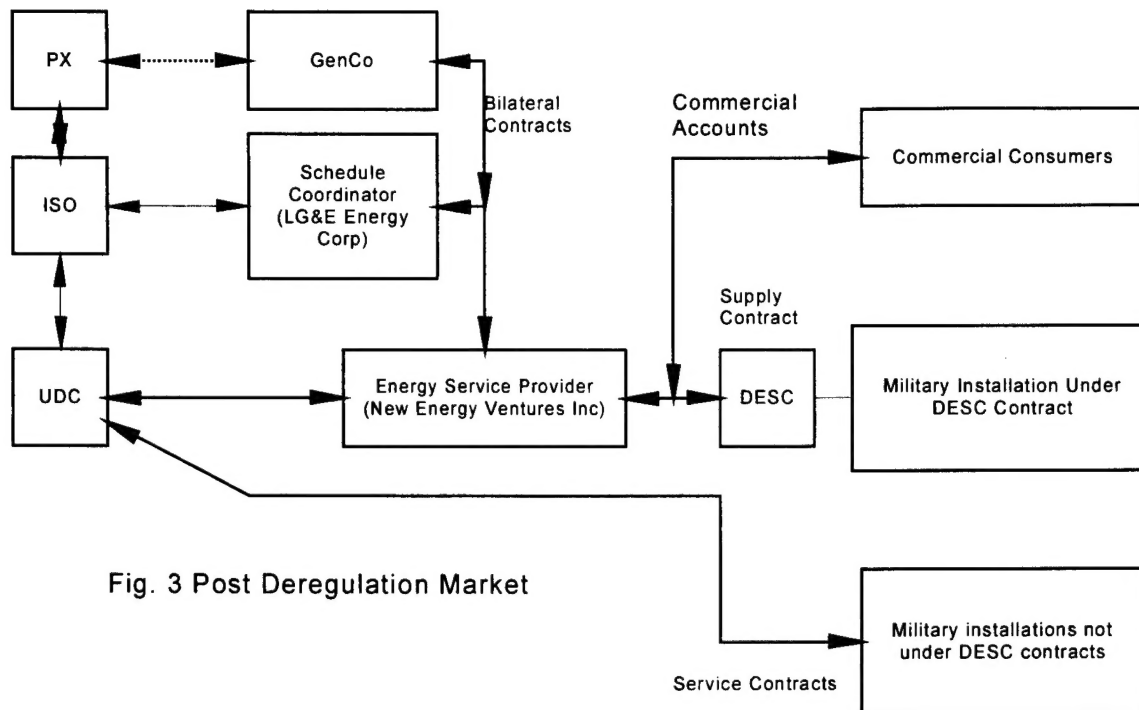 PX
GenCo
Bilateral
Contracts
Commercial
Accounts
Commercial Consumers
ISO
Schedule
Coordinator
(LG&E Energy
Corp)
Supply
Contract
UDC
Energy Service Provider
(New Energy Ventures Inc)
DESC
Military Installation Under
DESC Contract
Fig. 3 Post Deregulation Market
Military installations not
under DESC contracts
Service Contracts